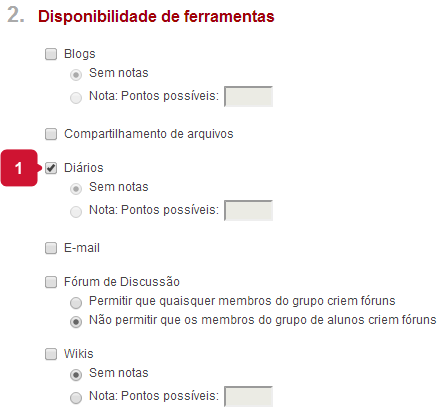 2. Disponibilidade de ferramentas
Blogs
Sem notas
Nota: Pontos possíveis:
Compartilhamento de arquivos
1 Diários
Sem notas
Nota: Pontos possíveis:
E-mail
Fórum de Discussão
Permitir que quaisquer membros do grupo criem fóruns
Não permitir que os membros do grupo de alunos criem fóruns
Wikis
Sem notas
Nota: Pontos possíveis: